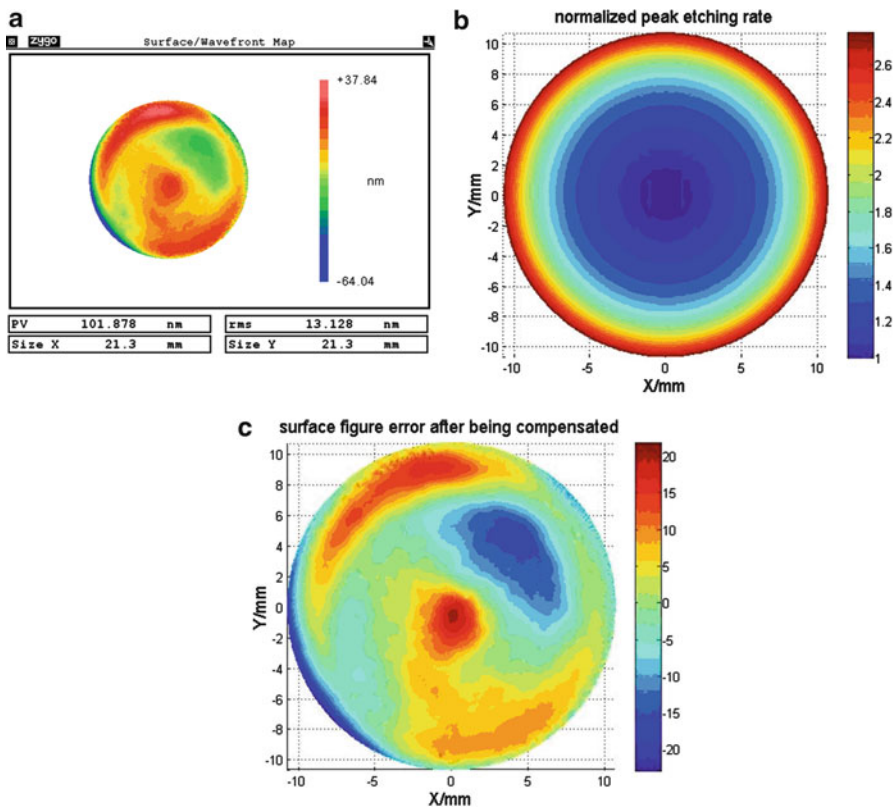 a
zygo Surface/Wavefront Map
+37.84
nm
-64.04
PV 101.878 nm
rms 13.128 nm
Size X 21.3 mm
Size Y 21.3 mm
b
normalized peak etching rate
10
8
6
4
2
0
-2
-4
-6
-8
-10
Y/mm
-10 -5 0 5 10
X/mm
2.6
2.4
2.2
2
1.8
1.6
1.4
1.2
1
c
surface figure error after being compensated
10
8
6
4
2
0
-2
-4
-6
-8
-10
Y/mm
-10 -5 0 5 10
X/mm
20
15
10
5
0
-5
-10
-15
-20